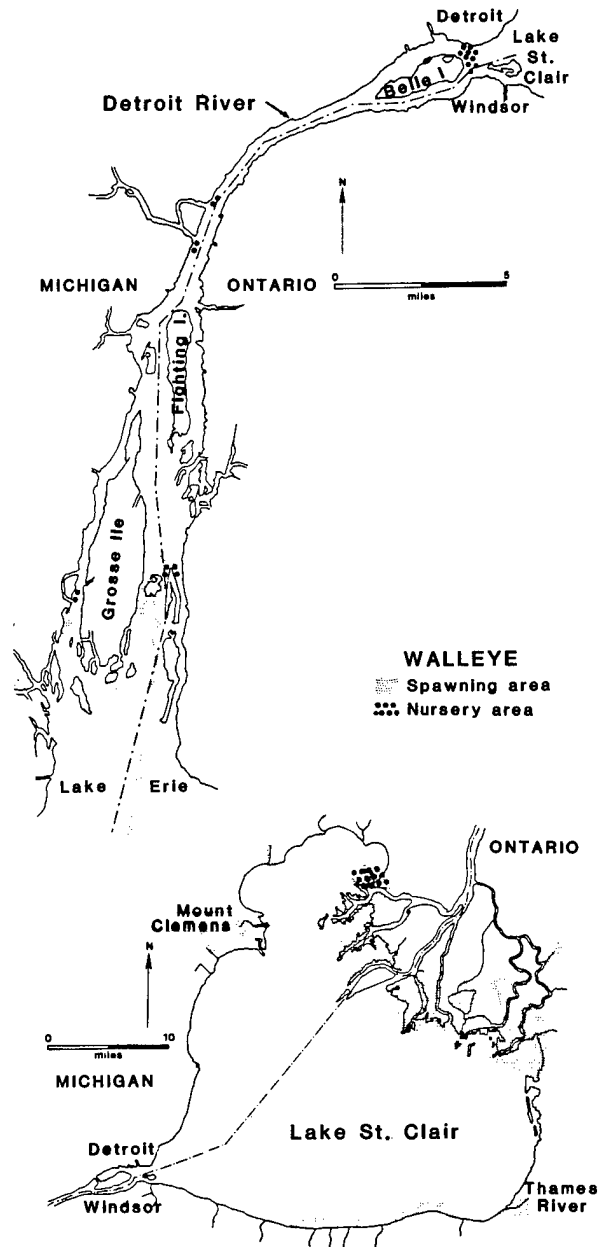 Detroit
Lake
St.
Clair
Belle I
Windsor
Detroit River
N
MICHIGAN
ONTARIO
0 5
miles
Fighting I.
Grosse Ile
WALLEYE
Spawning area
Nursery area
Lake Erie
ONTARIO
Mount
Clemens
N
0 10
miles
MICHIGAN
Lake St. Clair
Detroit
Windsor
Thames
River